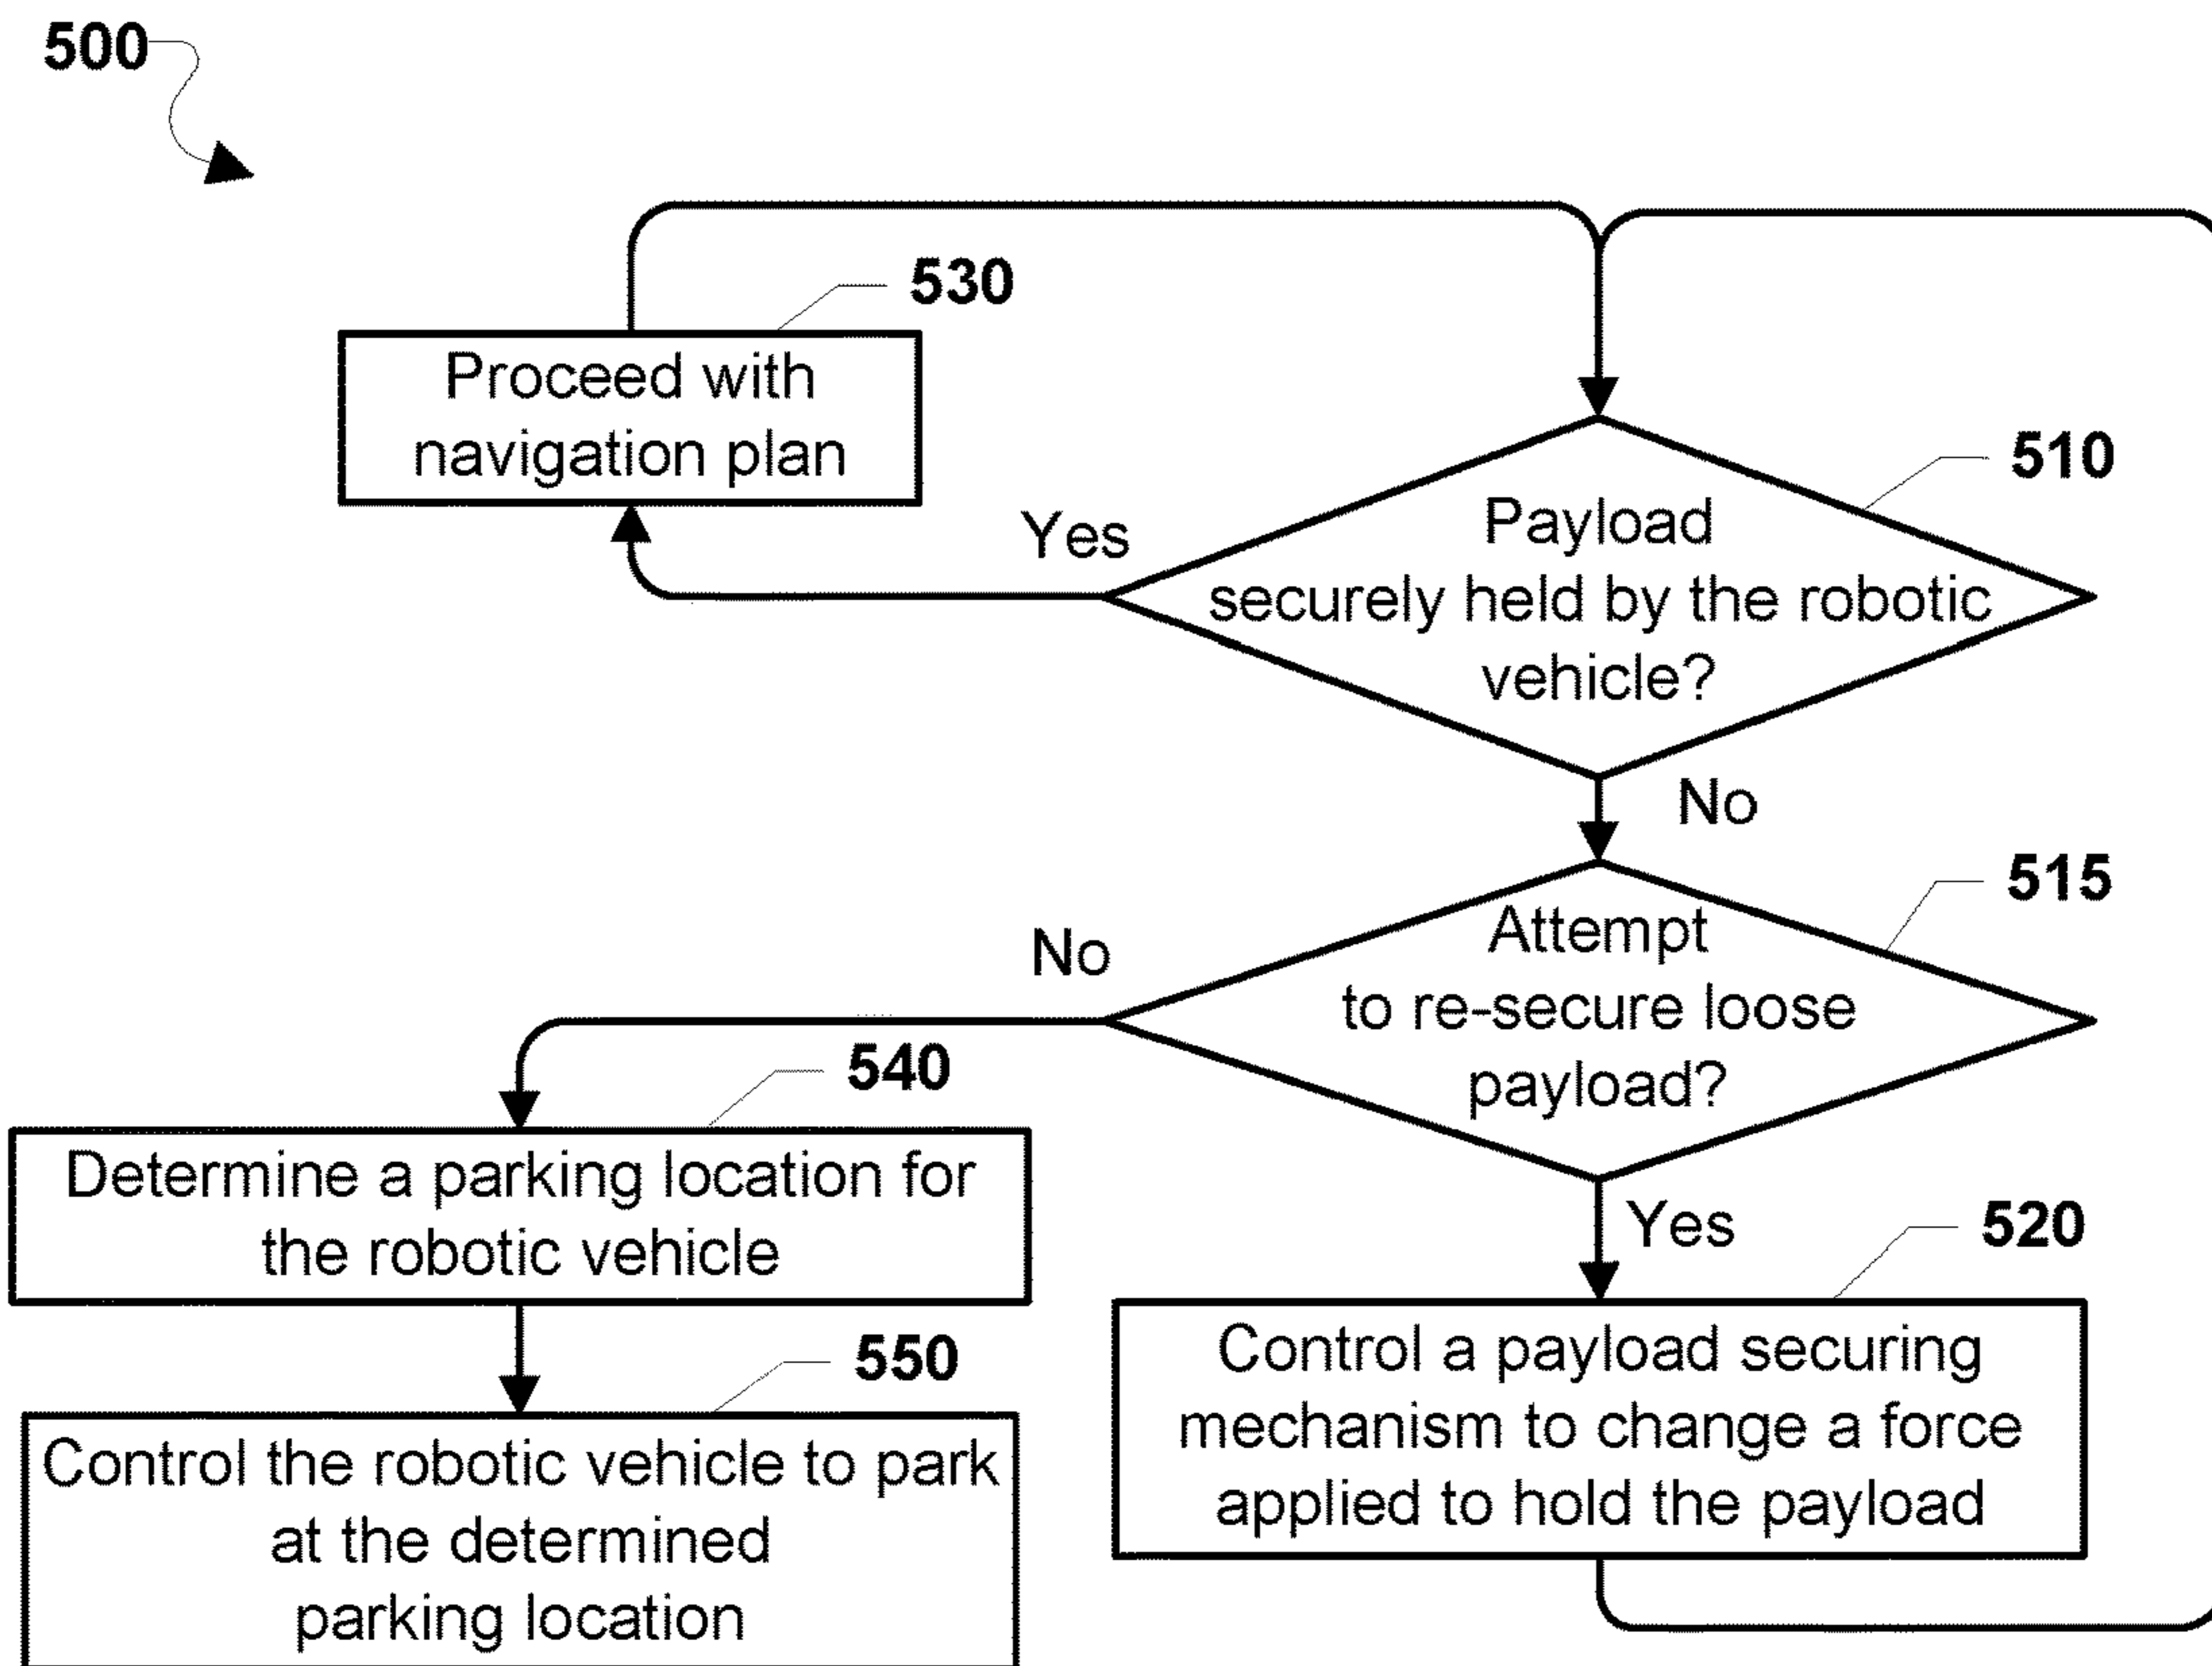 500
530
Proceed with
navigation plan
510
Payload
securely held by the robotic
vehicle?
Yes
No
515
Attempt
to re-secure loose
payload?
No
540
Determine a parking location for
the robotic vehicle
Yes
520
Control a payload securing
mechanism to change a force
applied to hold the payload
550
Control the robotic vehicle to park
at the determined
parking location